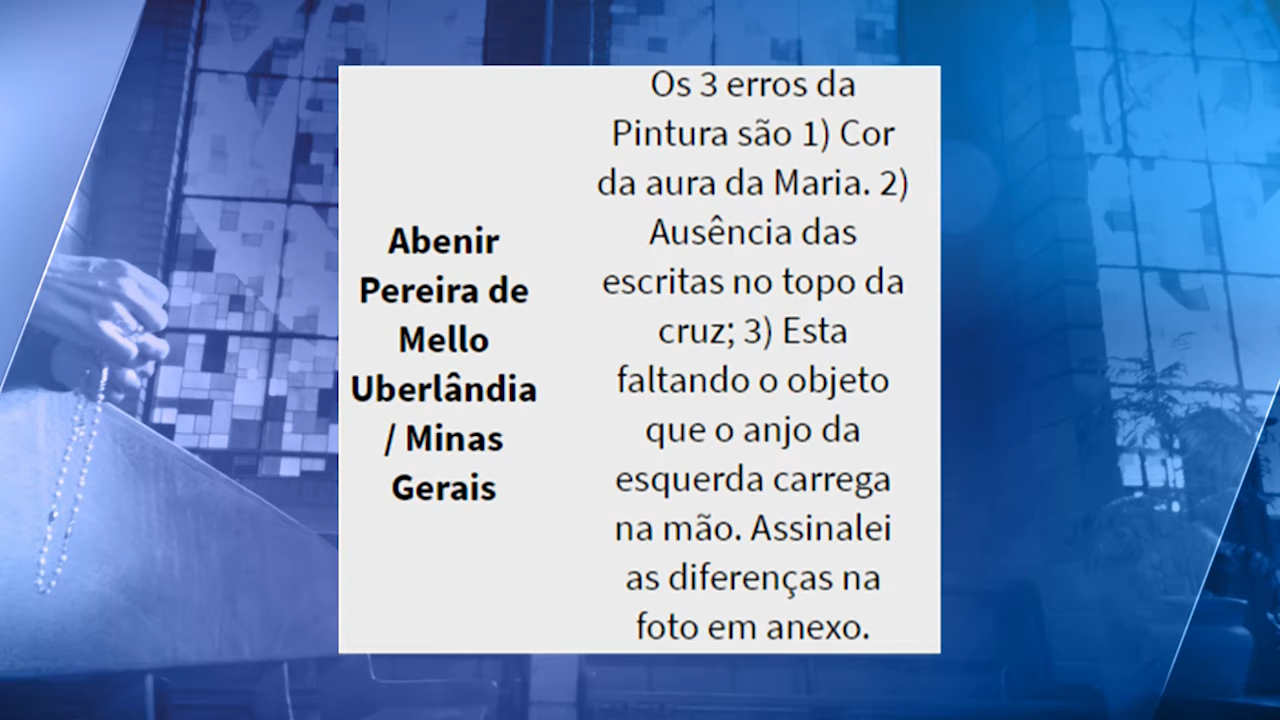 Abenir
Pereira de
Mello
Uberlândia
/ Minas
Gerais
Os 3 erros da
Pintura são 1) Cor
da aura da Maria. 2)
Ausência das
escritas no topo da
cruz; 3) Esta
faltando o objeto
que o anjo da
esquerda carrega
na mão. Assinalei
as diferenças na
foto em anexo.